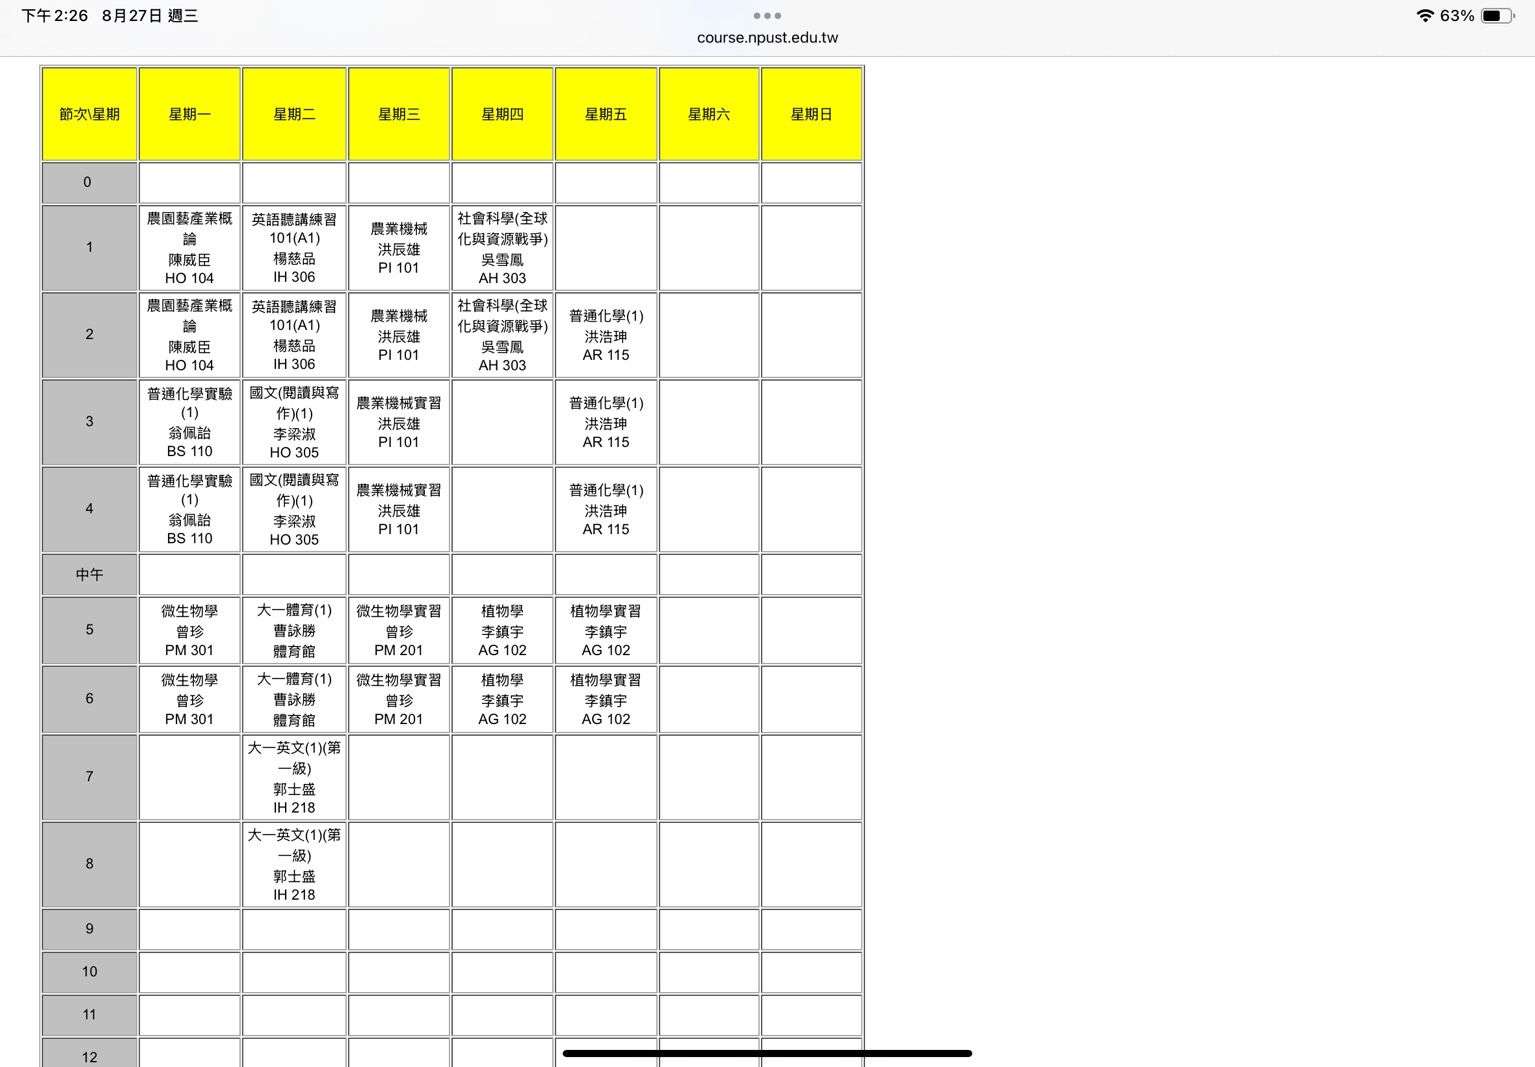 下午2:26 8月27日 週三
63%
course.npust.edu.tw
節次\星期 星期一 星期二 星期三 星期四 星期五 星期六 星期日
0
1
農園藝產業概
論
陳威臣
HO 104
英語聽講練習
101(A1)
楊慈品
IH 306
農業機械
洪辰雄
PI 101
社會科學(全球
化與資源戰爭)
吳雪鳳
AH 303
2
農園藝產業概
論
陳威臣
HO 104
英語聽講練習
101(A1)
楊慈品
IH 306
農業機械
洪辰雄
PI 101
社會科學(全球
化與資源戰爭)
吳雪鳳
AH 303
普通化學(1)
洪浩珅
AR 115
3
普通化學實驗
(1)
翁佩詒
BS 110
國文(閱讀與寫
作)(1)
李梁淑
HO 305
農業機械實習
洪辰雄
PI 101
普通化學(1)
洪浩珅
AR 115
4
普通化學實驗
(1)
翁佩詒
BS 110
國文(閱讀與寫
作)(1)
李梁淑
HO 305
農業機械實習
洪辰雄
PI 101
普通化學(1)
洪浩珅
AR 115
中午
5
微生物學
曾珍
PM 301
大一體育(1)
曹詠勝
體育館
微生物學實習
曾珍
PM 201
植物學
李鎮宇
AG 102
植物學實習
李鎮宇
AG 102
6
微生物學
曾珍
PM 301
大一體育(1)
曹詠勝
體育館
微生物學實習
曾珍
PM 201
植物學
李鎮宇
AG 102
植物學實習
李鎮宇
AG 102
7
大一英文(1)(第
一級)
郭士盛
IH 218
8
大一英文(1)(第
一級)
郭士盛
IH 218
9
10
11
12